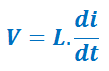 V = L.di/dt